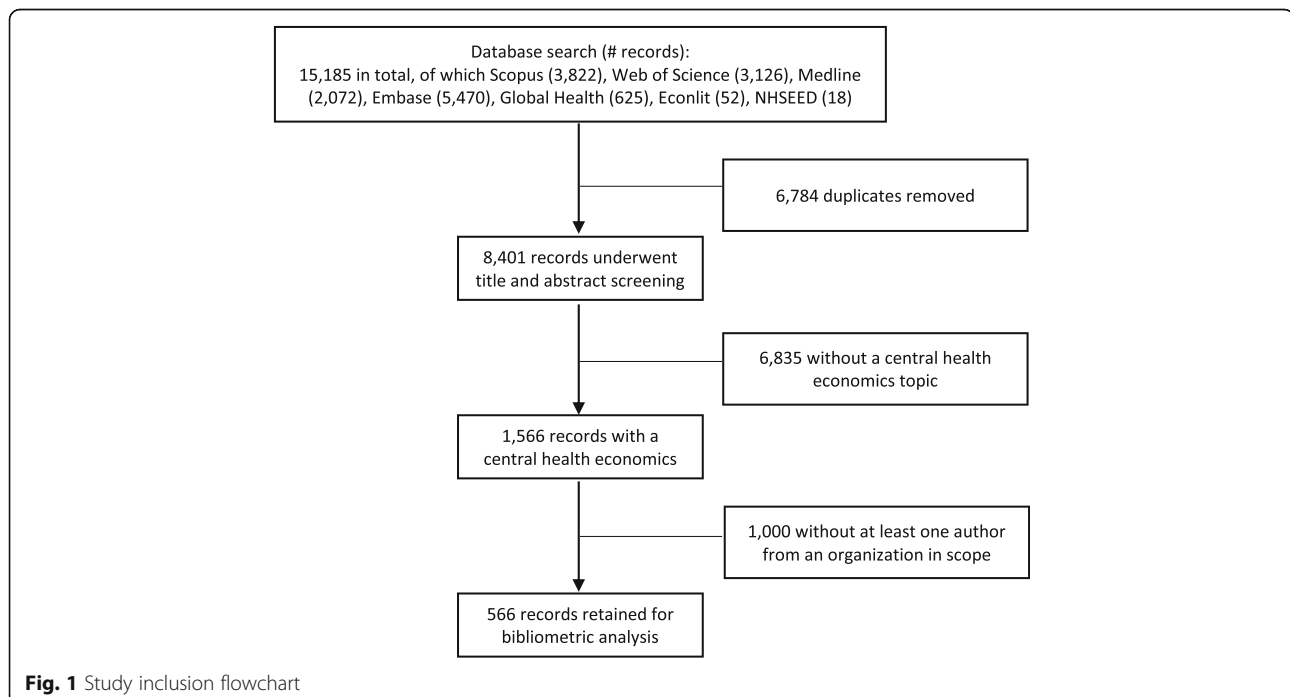 Database search (# records):
15,185 in total, of which Scopus (3,822), Web of Science (3,126), Medline
(2,072), Embase (5,470), Global Health (625), Econlit (52), NHSEED (18)
6,784 duplicates removed
8,401 records underwent
title and abstract screening
6,835 without a central health
economics topic
1,566 records with a
central health economics
1,000 without at least one author
from an organization in scope
566 records retained for
bibliometric analysis
Fig. 1 Study inclusion flowchart